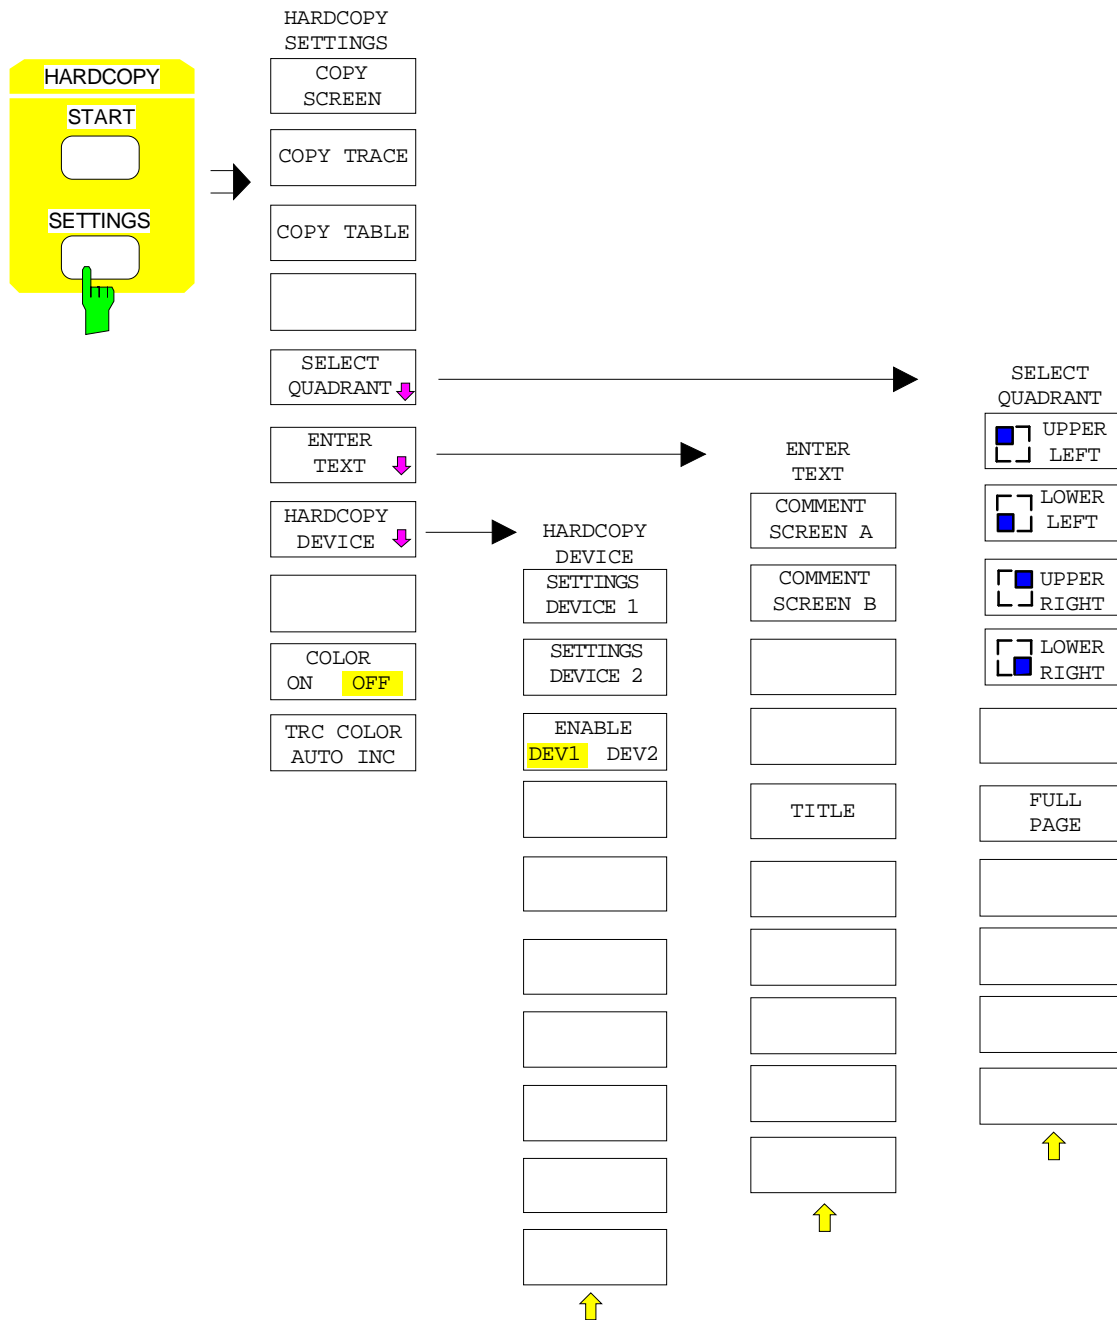 HARDCOPY
START
SETTINGS
HARDCOPY
SETTINGS
COPY
SCREEN
COPY TRACE
COPY TABLE
SELECT
QUADRANT
ENTER
TEXT
HARDCOPY
DEVICE
COLOR
ON OFF
TRC COLOR
AUTO INC
HARDCOPY
DEVICE
SETTINGS
DEVICE 1
SETTINGS
DEVICE 2
ENABLE
DEV1 DEV2
ENTER
TEXT
COMMENT
SCREEN A
COMMENT
SCREEN B
TITLE
SELECT
QUADRANT
UPPER
LEFT
LOWER
LEFT
UPPER
RIGHT
LOWER
RIGHT
FULL
PAGE